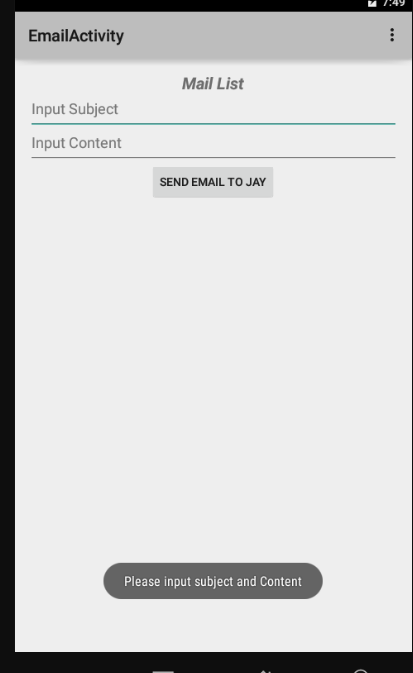 7:49
EmailActivity
Mail List
Input Subject
Input Content
SEND EMAIL TO JAY
Please input subject and Content